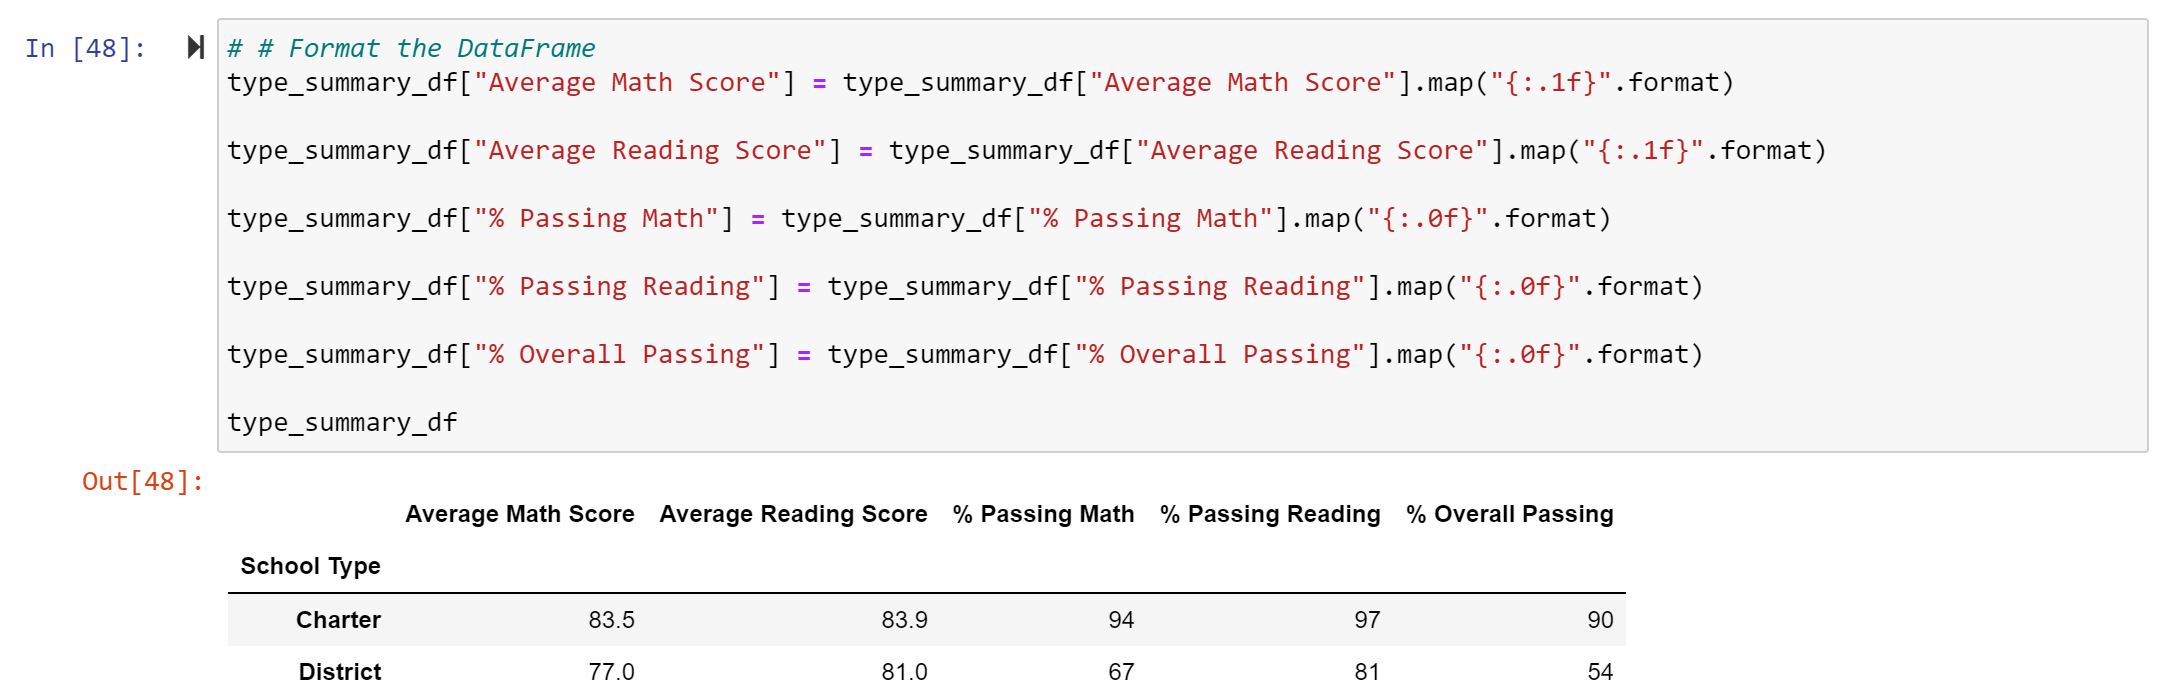 In [48]:
# # Format the DataFrame
type_summary_df["Average Math Score"] = type_summary_df["Average Math Score"].map("{:.1f}".format)
type_summary_df["Average Reading Score"] = type_summary_df["Average Reading Score"].map("{:.1f}".format)
type_summary_df["% Passing Math"] = type_summary_df["% Passing Math"].map("{:.0f}".format)
type_summary_df["% Passing Reading"] = type_summary_df["% Passing Reading"].map("{:.0f}".format)
type_summary_df["% Overall Passing"] = type_summary_df["% Overall Passing"].map("{:.0f}".format)
type_summary_df
Out[48]:
Average Math Score Average Reading Score % Passing Math % Passing Reading % Overall Passing
School Type
Charter 83.5 83.9 94 97 90
District 77.0 81.0 67 81 54